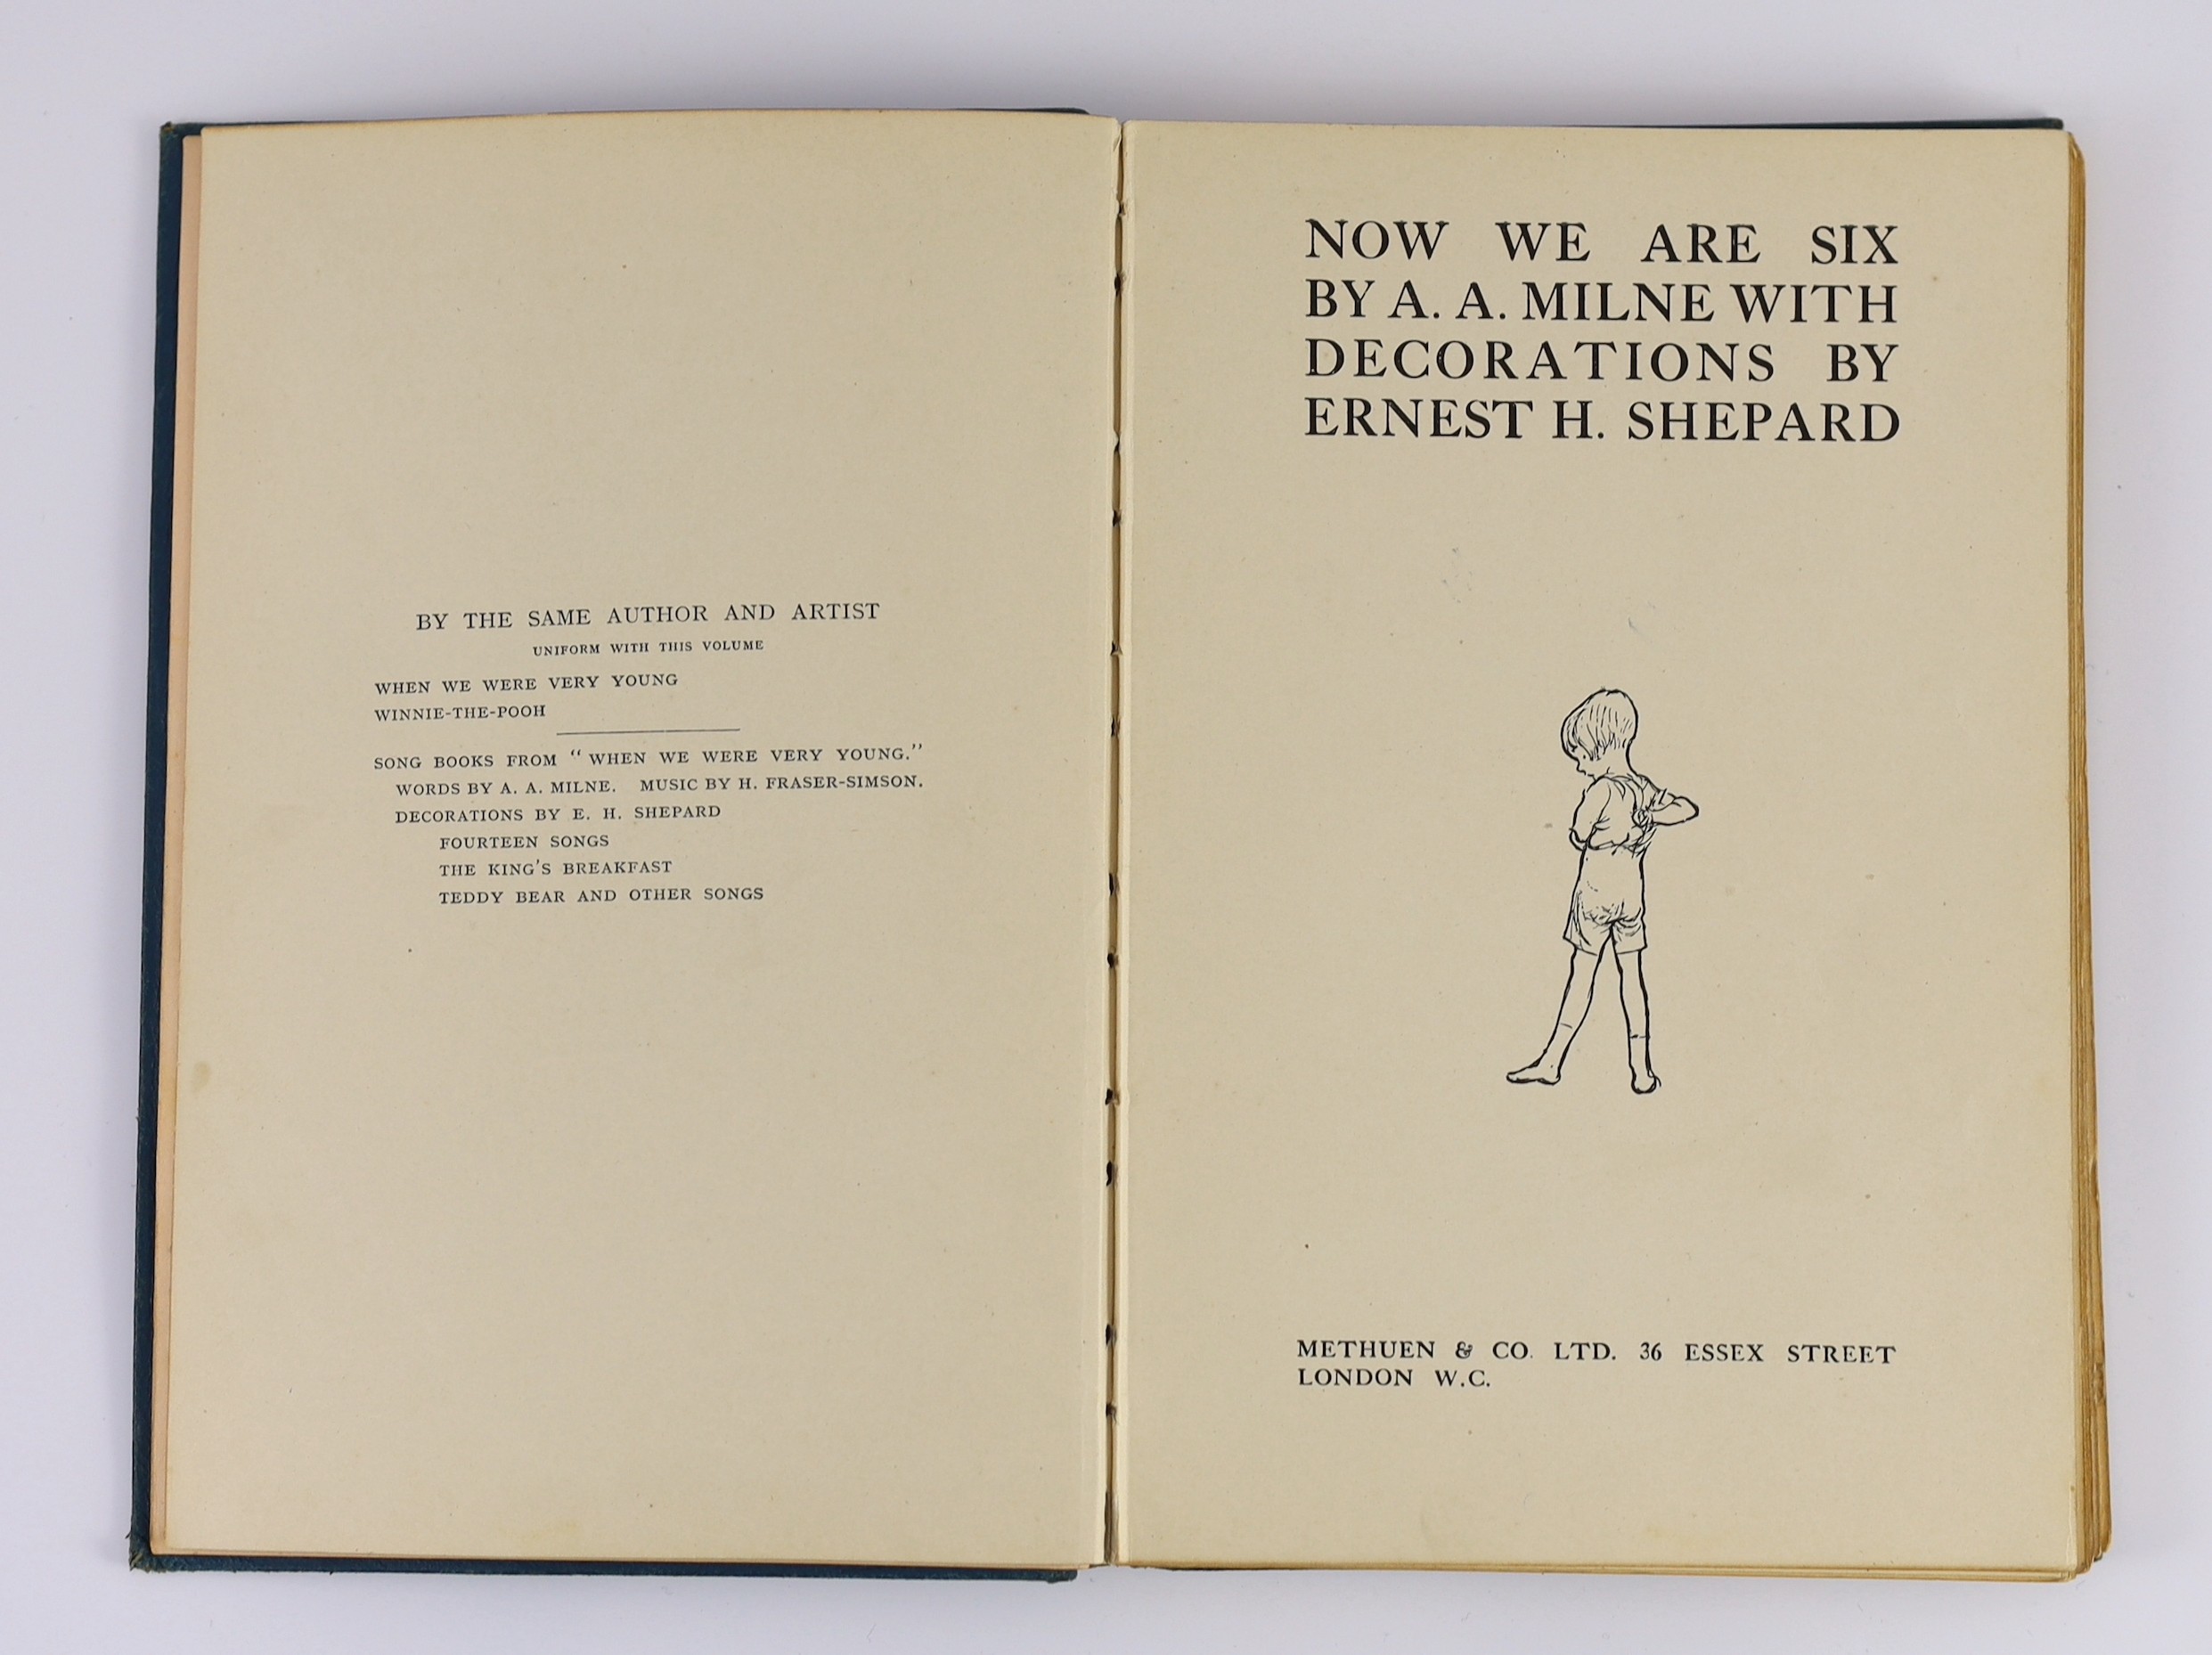 BY THE SAME AUTHOR AND ARTIST
UNIFORM WITH THIS VOLUME
WHEN WE WERE VERY YOUNG
WINNIE-THE-POOH
SONG BOOKS FROM “WHEN WE WERE VERY YOUNG.”
WORDS BY A. A. MILNE. MUSIC BY H. FRASER-SIMSON.
DECORATIONS BY E. H. SHEPARD
FOURTEEN SONGS
THE KING'S BREAKFAST
TEDDY BEAR AND OTHER SONGS
NOW WE ARE SIX
BY A. A. MILNE WITH
DECORATIONS BY
ERNEST H. SHEPARD
METHUEN & CO. LTD. 36 ESSEX STREET
LONDON W.C.